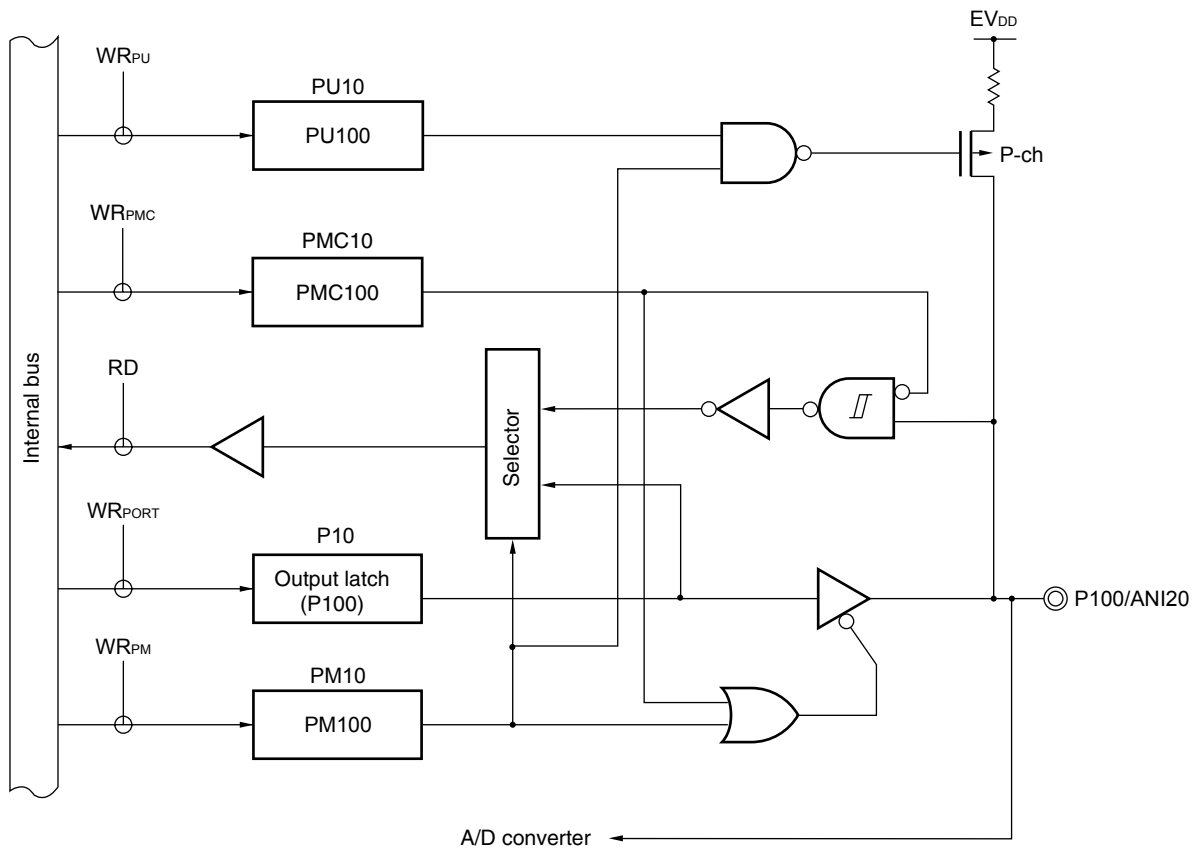 EVDD
WRPU
PU10
PU100
P-ch
WRPMC
PMC10
PMC100
Internal bus
RD
Selector
WRPORT
P10
Output latch
(P100)
P100/ANI20
WRPM
PM10
PM100
A/D converter